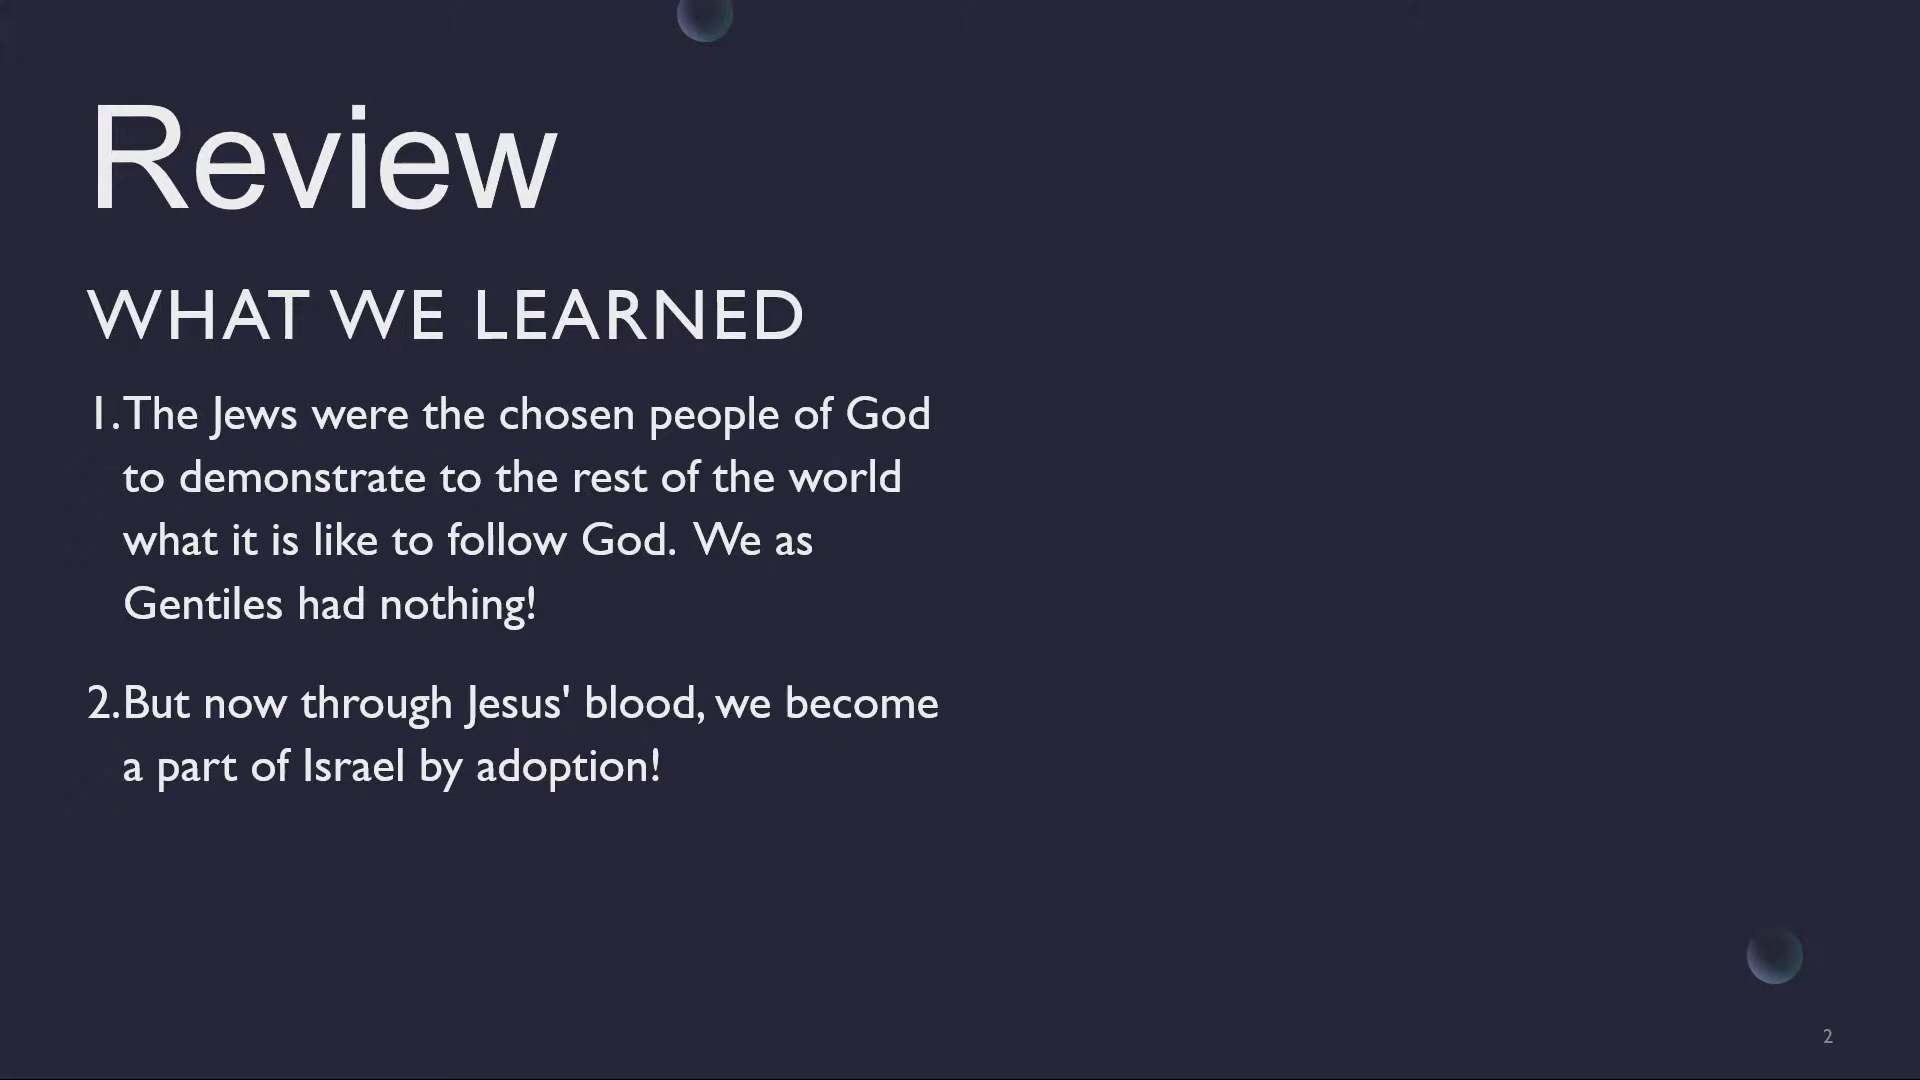 Review
WHAT WE LEARNED
1.The Jews were the chosen people of God
to demonstrate to the rest of the world
what it is like to follow God.  We as
Gentiles had nothing!
2.But now through Jesus' blood, we become
a part of Israel by adoption!
2